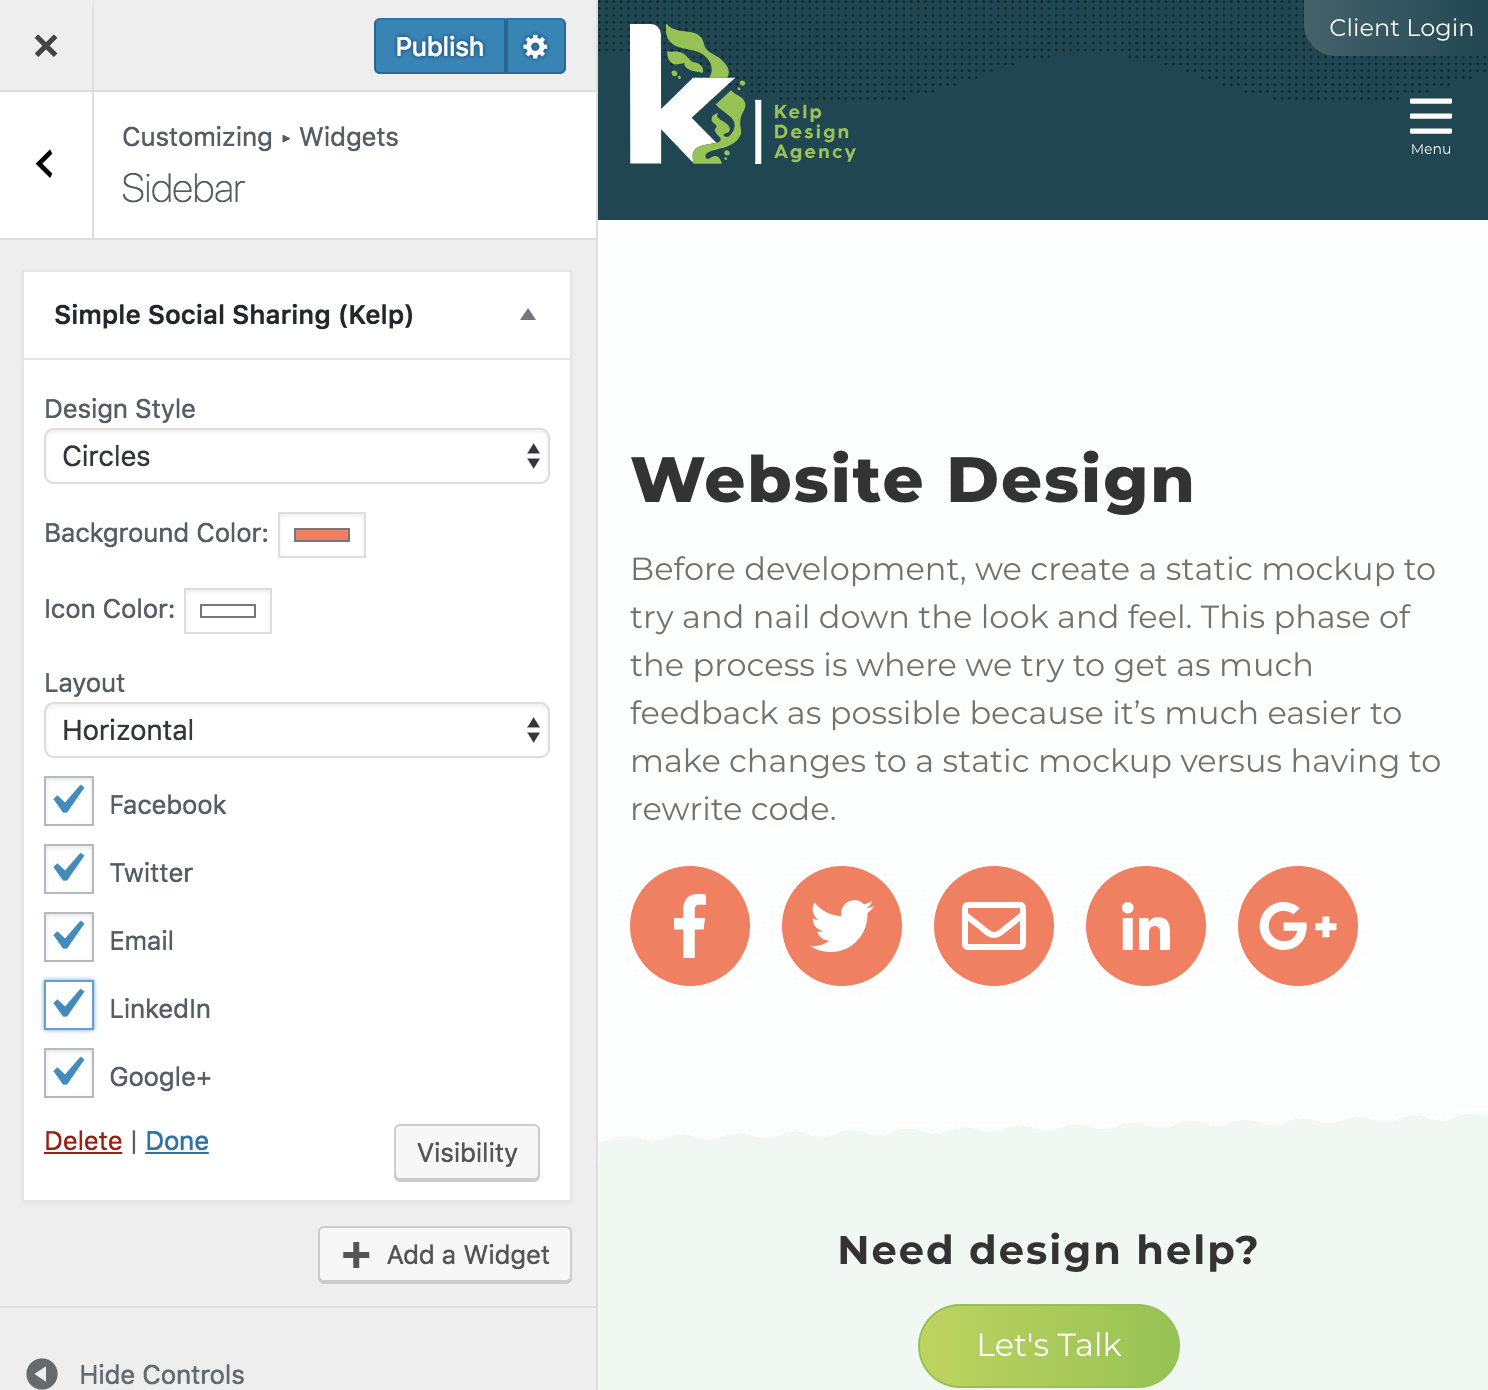 Publish
Customizing ▸ Widgets
Sidebar
Simple Social Sharing (Kelp)
Design Style
Circles
Background Color:
Icon Color:
Layout
Horizontal
Facebook
Twitter
Email
LinkedIn
Google+
Delete | Done
Visibility
Add a Widget
Hide Controls
Client Login
k
Kelp
Design
Agency
Menu
Website Design
Before development, we create a static mockup to
try and nail down the look and feel. This phase of
the process is where we try to get as much
feedback as possible because it’s much easier to
make changes to a static mockup versus having to
rewrite code.
f
in
G+
Need design help?
Let's Talk